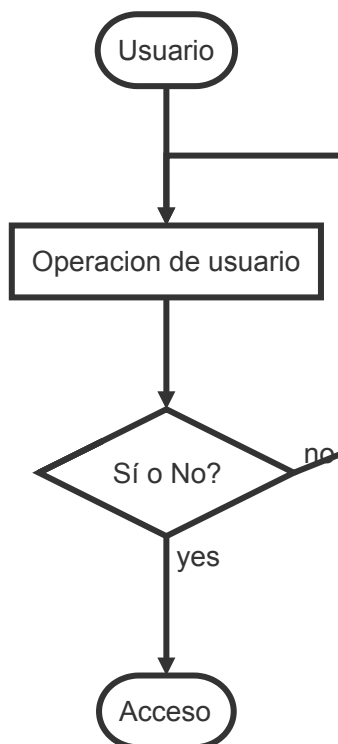 Usuario
Operacion de usuario
Sí o No?
no
yes
Acceso